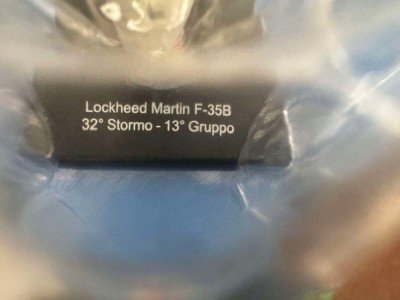 Lockheed Martin F-35B
32° Stormo - 13° Gruppo